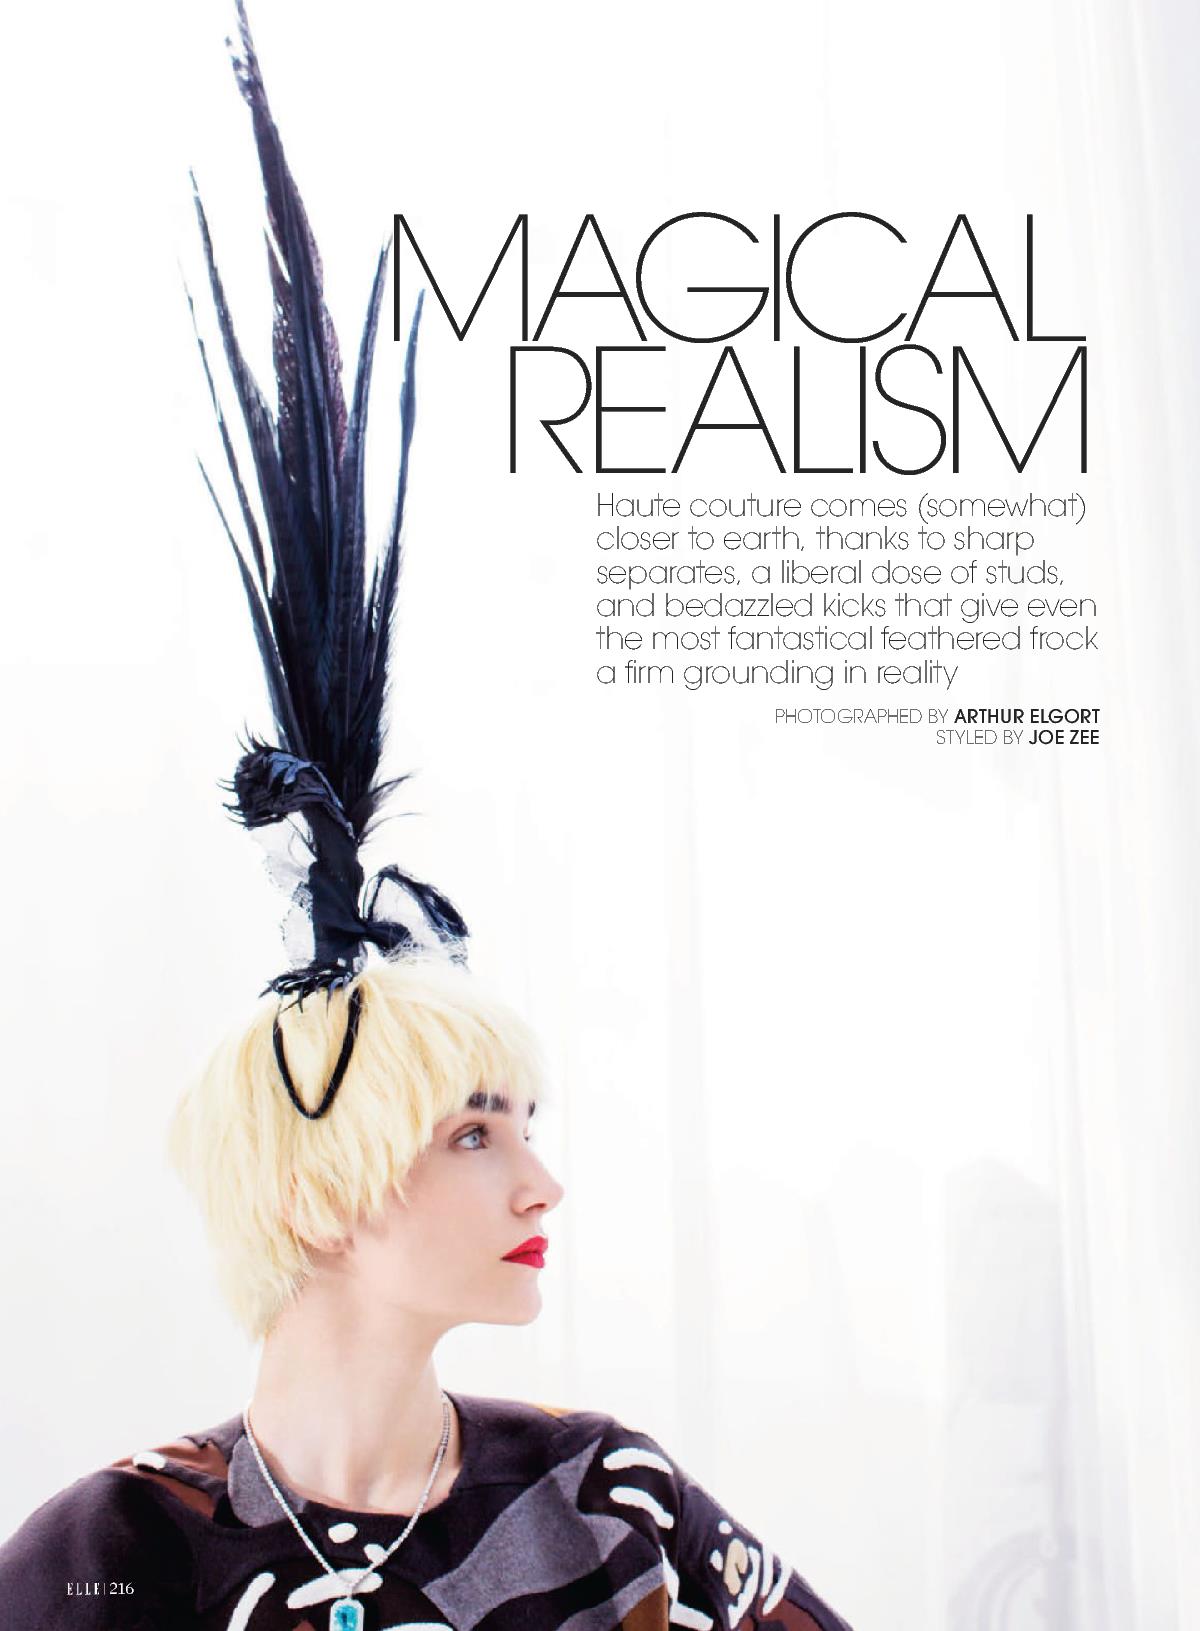 MAGICAL
REALISM
Haute couture comes (somewhat)
closer to earth, thanks to sharp
separates, a liberal dose of studs,
and bedazzled kicks that give even
the most fantastical feathered frock
a firm grounding in reality
PHOTOGRAPHED BY ARTHUR ELGORT
STYLED BY JOE ZEE
ELLE|216